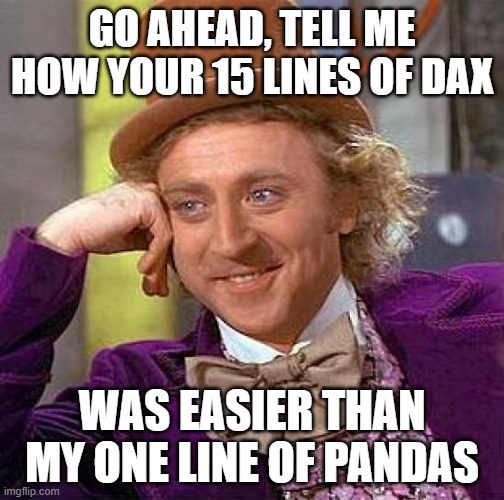 GO AHEAD, TELL ME
HOW YOUR 15 LINES OF DAX
WAS EASIER THAN
MY ONE LINE OF PANDAS
imgflip.com